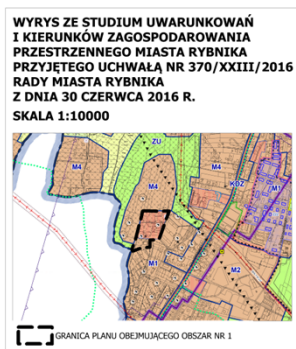 WYRYS ZE STUDIUM UWARUNKOWAŃ
I KIERUNKÓW ZAGOSPODAROWANIA
PRZESTRZENNEGO MIASTA RYBNIKA
PRZYJĘTEGO UCHWAŁĄ NR 370/XXIII/2016
RADY MIASTA RYBNIKA
Z DNIA 30 CZERWCA 2016 R.
SKALA 1:10000
ZU
M4
M4
KDZ
M1
M1
M2
GRANICA PLANU OBEJMUJĄCEGO OBSZAR NR 1